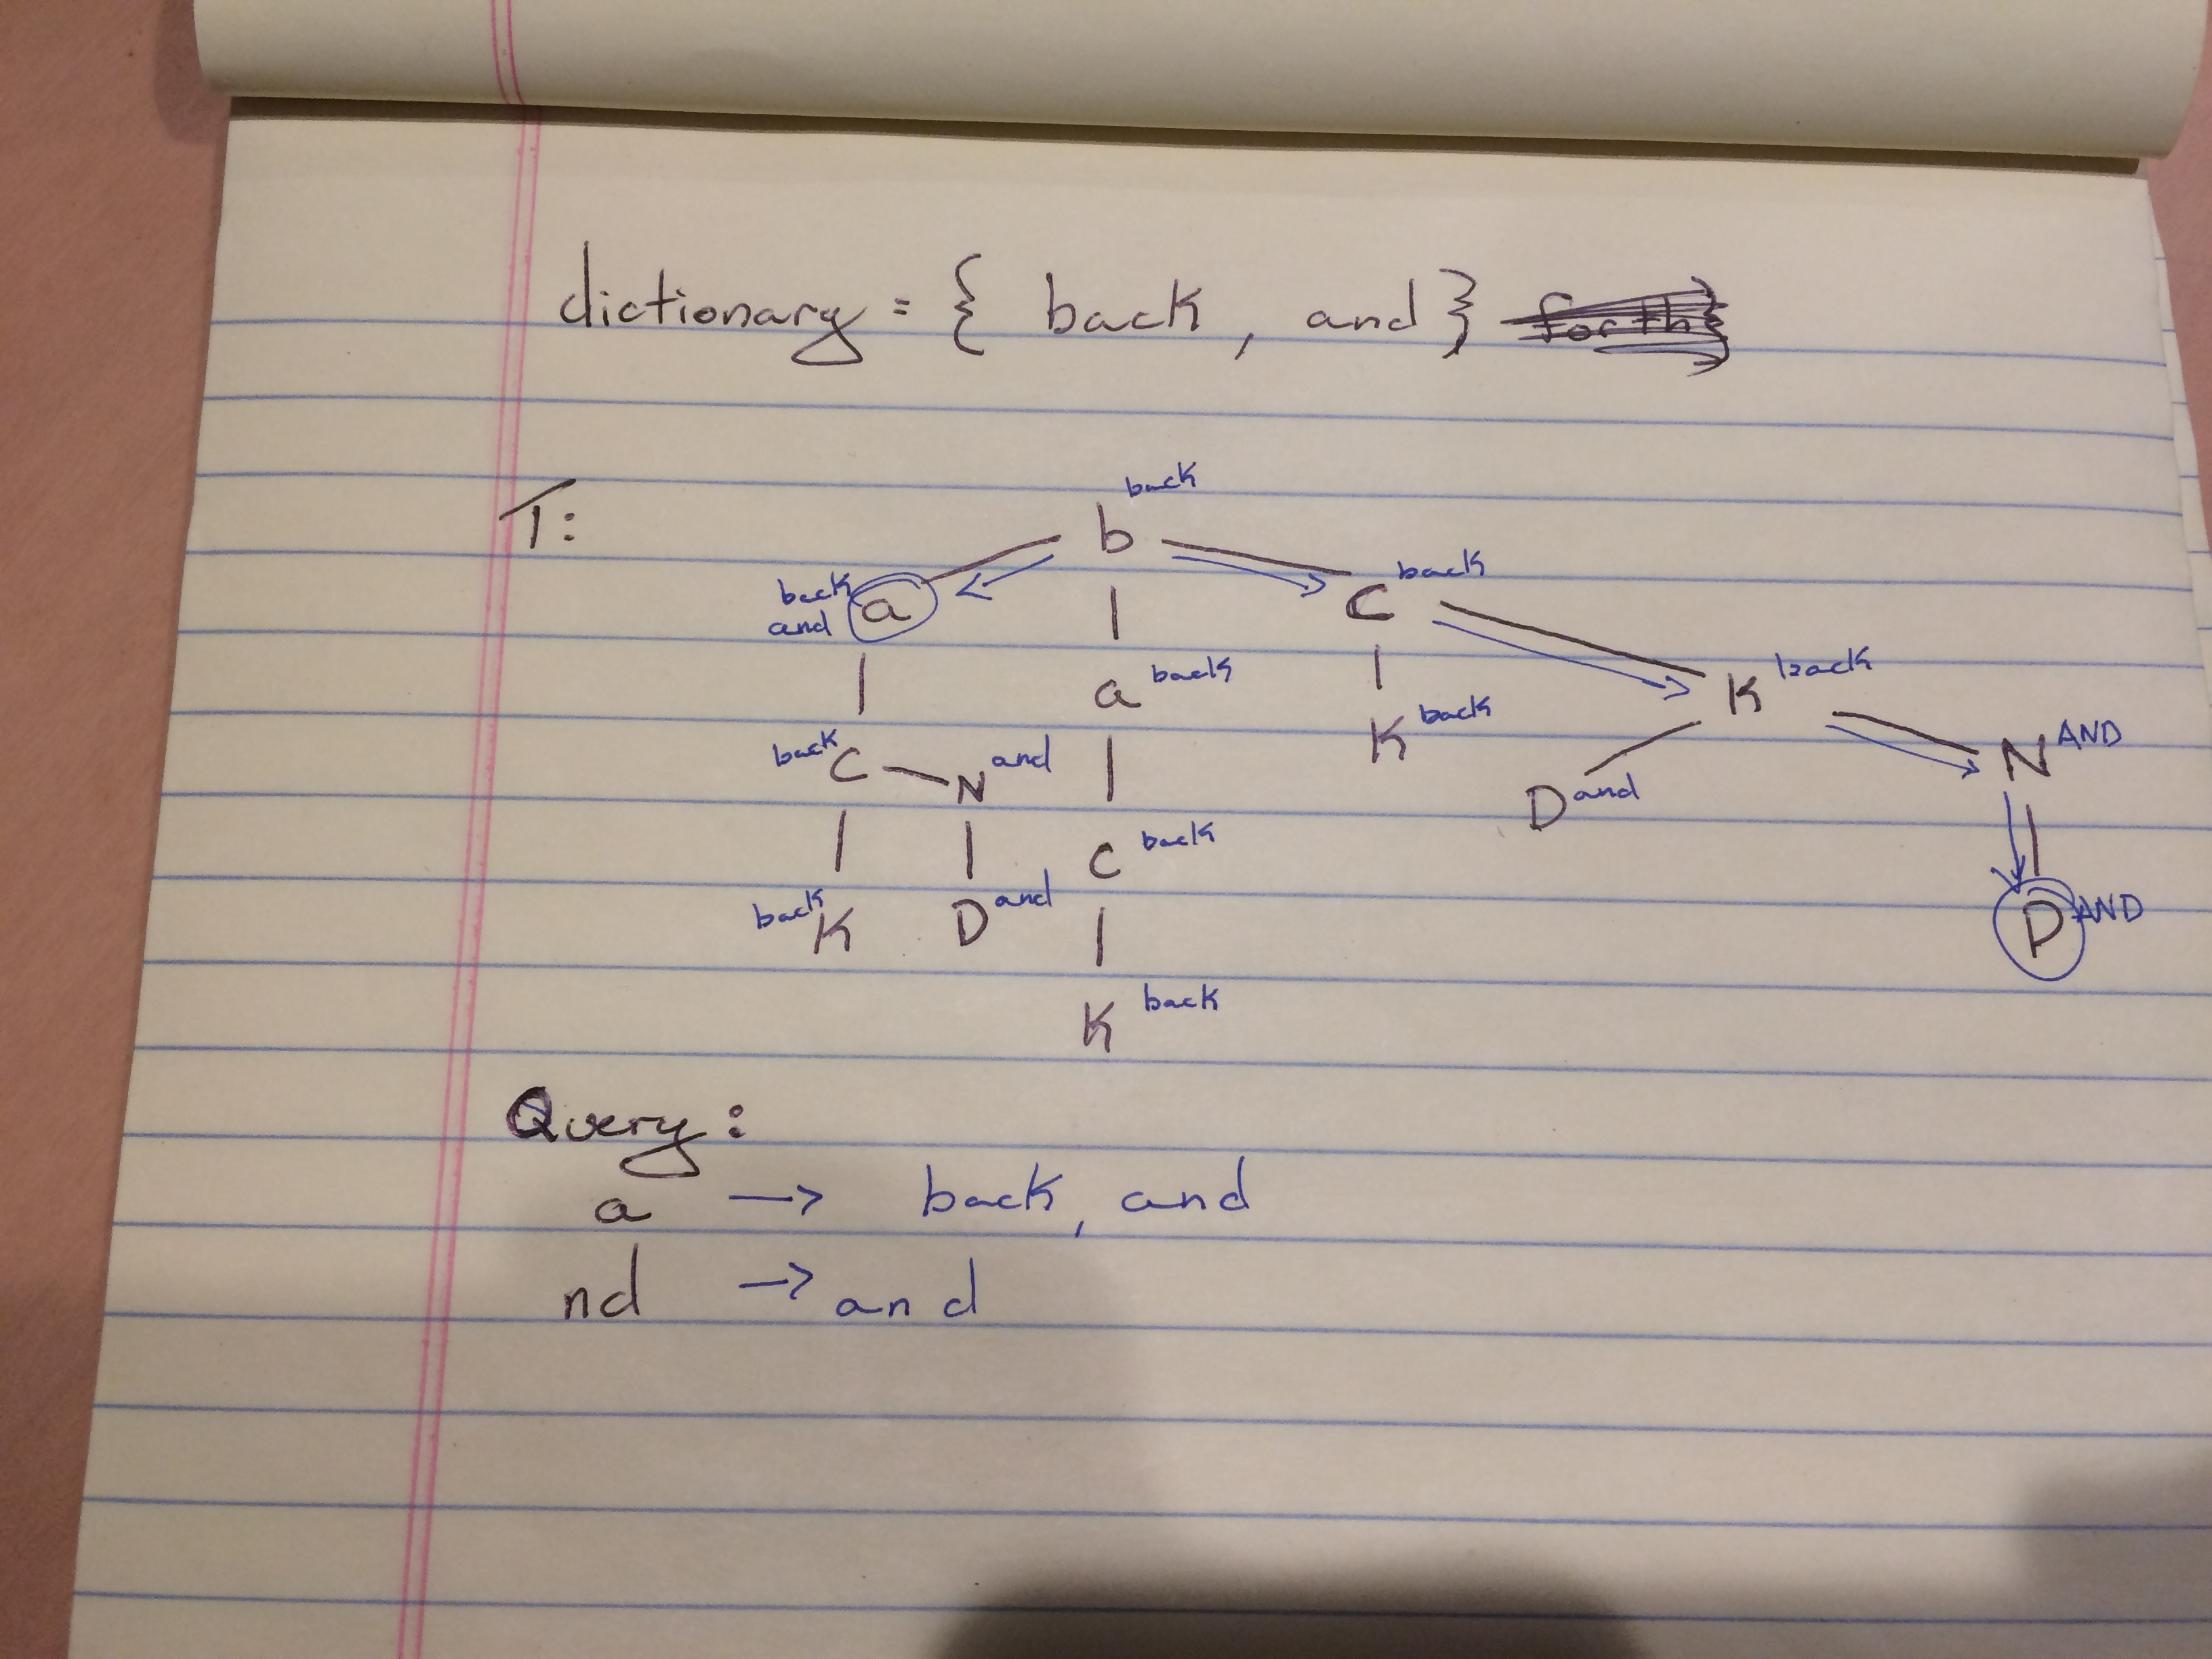 dictionary = { back , and } forth}
T:
back
b
back and a
C back
a back
K back
K back
back C N and
D and
N AND
C back
back K
D and
D AND
K back
Query:
a → back, and
nd → and